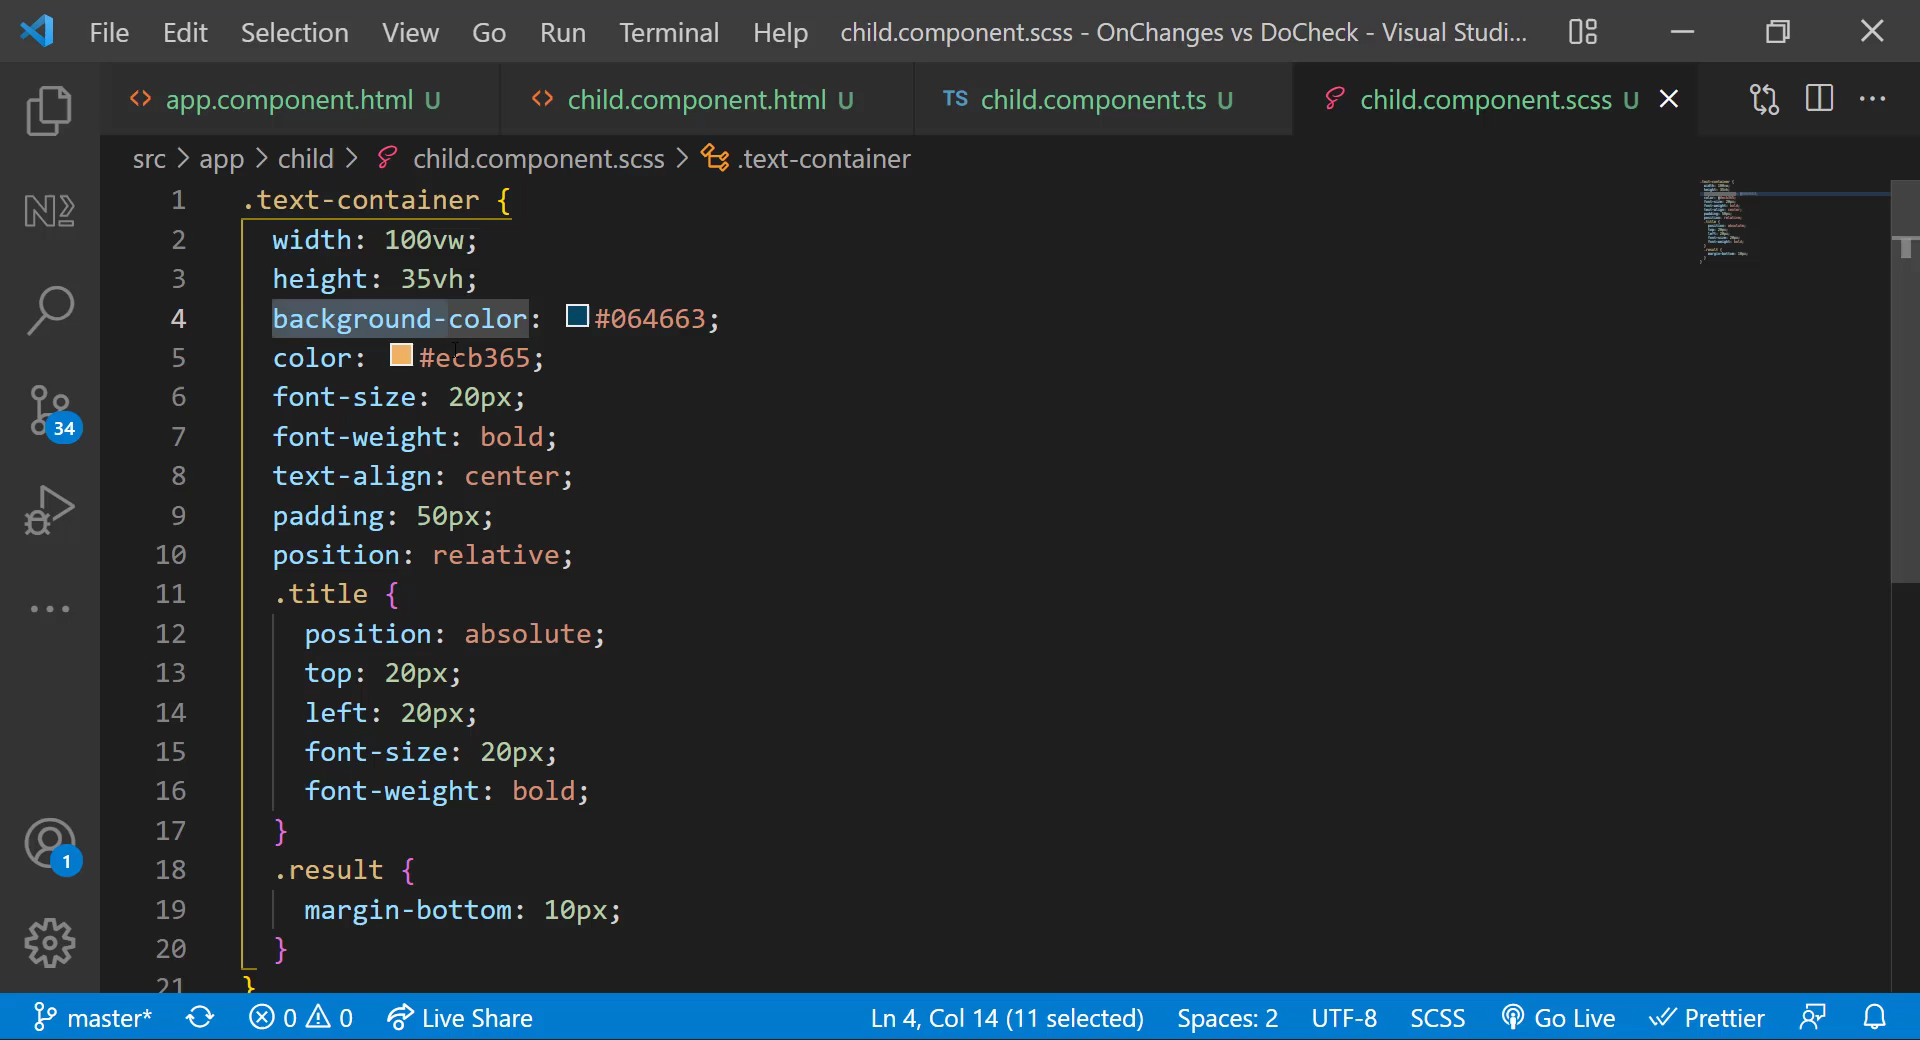 File Edit Selection View Go Run Terminal Help child.component.scss - OnChanges vs DoCheck - Visual Studi...
app.component.html U child.component.html U TS child.component.ts U child.component.scss U
src > app > child > child.component.scss > .text-container
1 .text-container {
2 width: 100vw;
3 height: 35vh;
4 background-color: #064663;
5 color: #ecb365;
6 font-size: 20px;
7 font-weight: bold;
8 text-align: center;
9 padding: 50px;
10 position: relative;
11 .title {
12 position: absolute;
13 top: 20px;
14 left: 20px;
15 font-size: 20px;
16 font-weight: bold;
17 }
18 .result {
19 margin-bottom: 10px;
20 }
21 }
34
1
master* 0 0 Live Share Ln 4, Col 14 (11 selected) Spaces: 2 UTF-8 SCSS Go Live Prettier